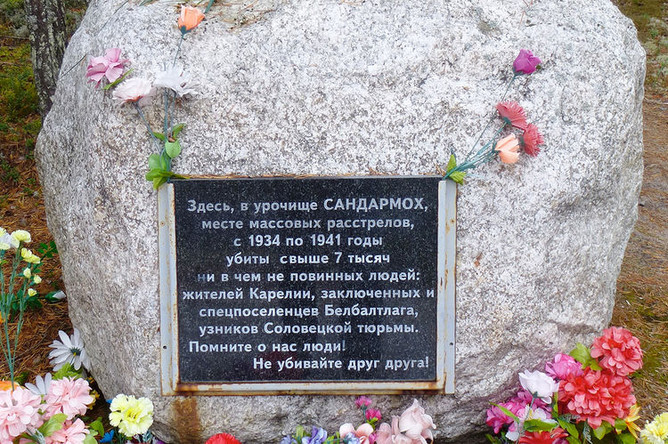 Здесь, в урочище САНДАРМОХ,
месте массовых расстрелов,
с 1934 по 1941 годы
убиты свыше 7 тысяч
ни в чем не повинных людей:
жителей Карелии, заключенных и
спецпоселенцев Белбалтлага,
узников Соловецкой тюрьмы.
Помните о нас люди!
Не убивайте друг друга!